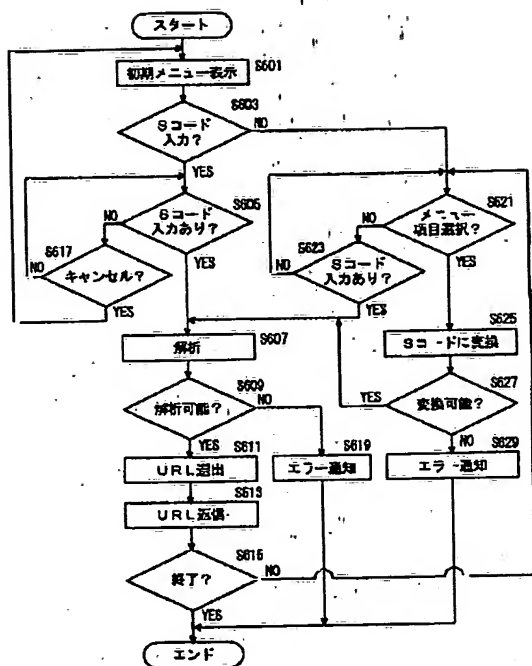 スタート
初期メニュー表示
S601
S603
Sコード
入力?
NO
YES
S605
Sコード
入力あり?
NO
YES
S617
キャンセル?
NO
YES
S621
メニュー
項目選択?
NO
YES
S623
Sコード
入力あり?
NO
YES
解析
S607
Sコードに変換
S625
S609
解析可能?
NO
YES
S627
変換可能?
YES
NO
S611
URL選出
S619
エラー通知
S629
エラー通知
S613
URL返信
S615
終了?
NO
YES
エンド